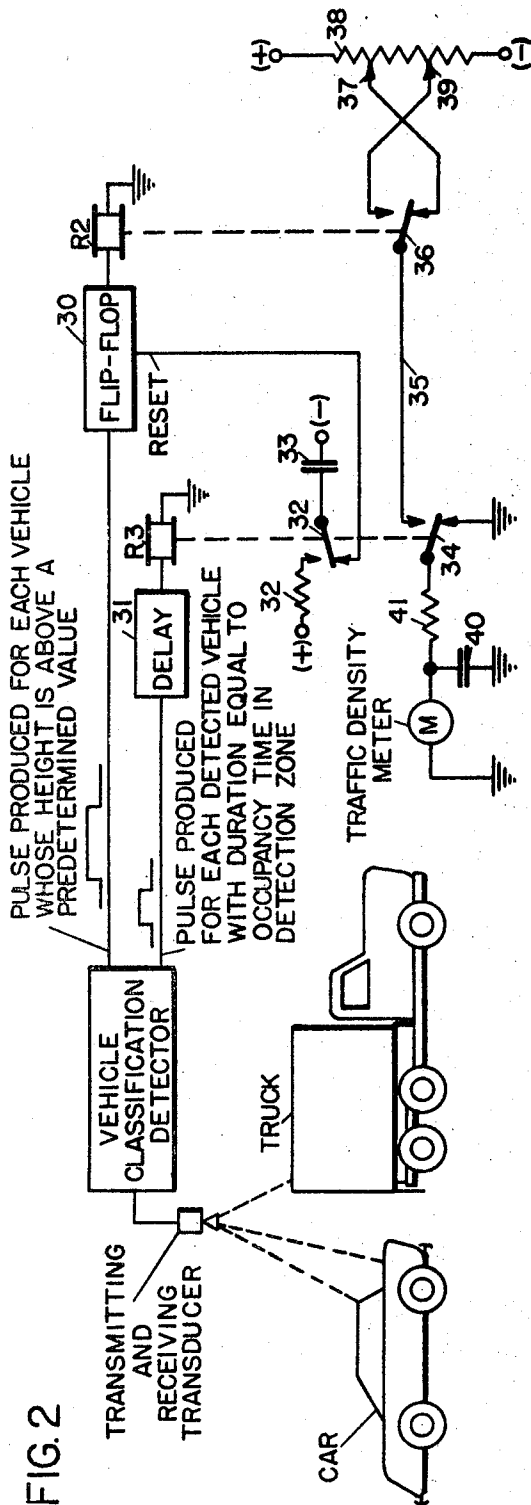 FIG. 2
TRANSMITTING
AND
RECEIVING
TRANSDUCER
VEHICLE
CLASSIFICATION
DETECTOR
CAR
TRUCK
PULSE PRODUCED FOR EACH VEHICLE
WHOSE HEIGHT IS ABOVE A
PREDETERMINED VALUE
PULSE PRODUCED
FOR EACH DETECTED VEHICLE
WITH DURATION EQUAL TO
OCCUPANCY TIME IN
DETECTION ZONE
31
DELAY
R3
30
FLIP-FLOP
R2
RESET
(+)
32
32
33
(-)
TRAFFIC DENSITY
METER
M
40
41
34
35
36
37
38
39
(+)
(-)